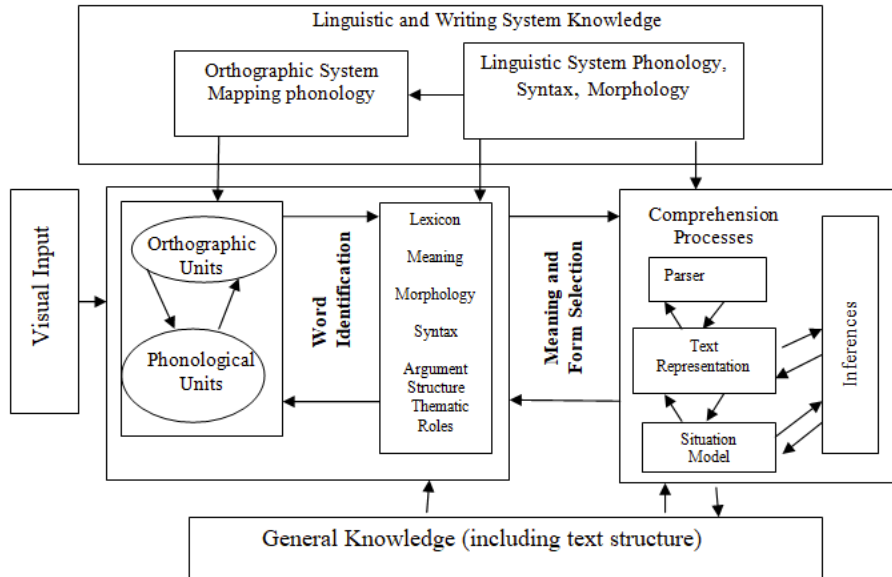 Linguistic and Writing System Knowledge
Orthographic System
Mapping phonology
Linguistic System Phonology,
Syntax, Morphology
Visual Input
Orthographic
Units
Phonological
Units
Word
Identification
Lexicon
Meaning
Morphology
Syntax
Argument
Structure
Thematic
Roles
Meaning and
Form Selection
Comprehension
Processes
Parser
Text
Representation
Situation
Model
Inferences
General Knowledge (including text structure)